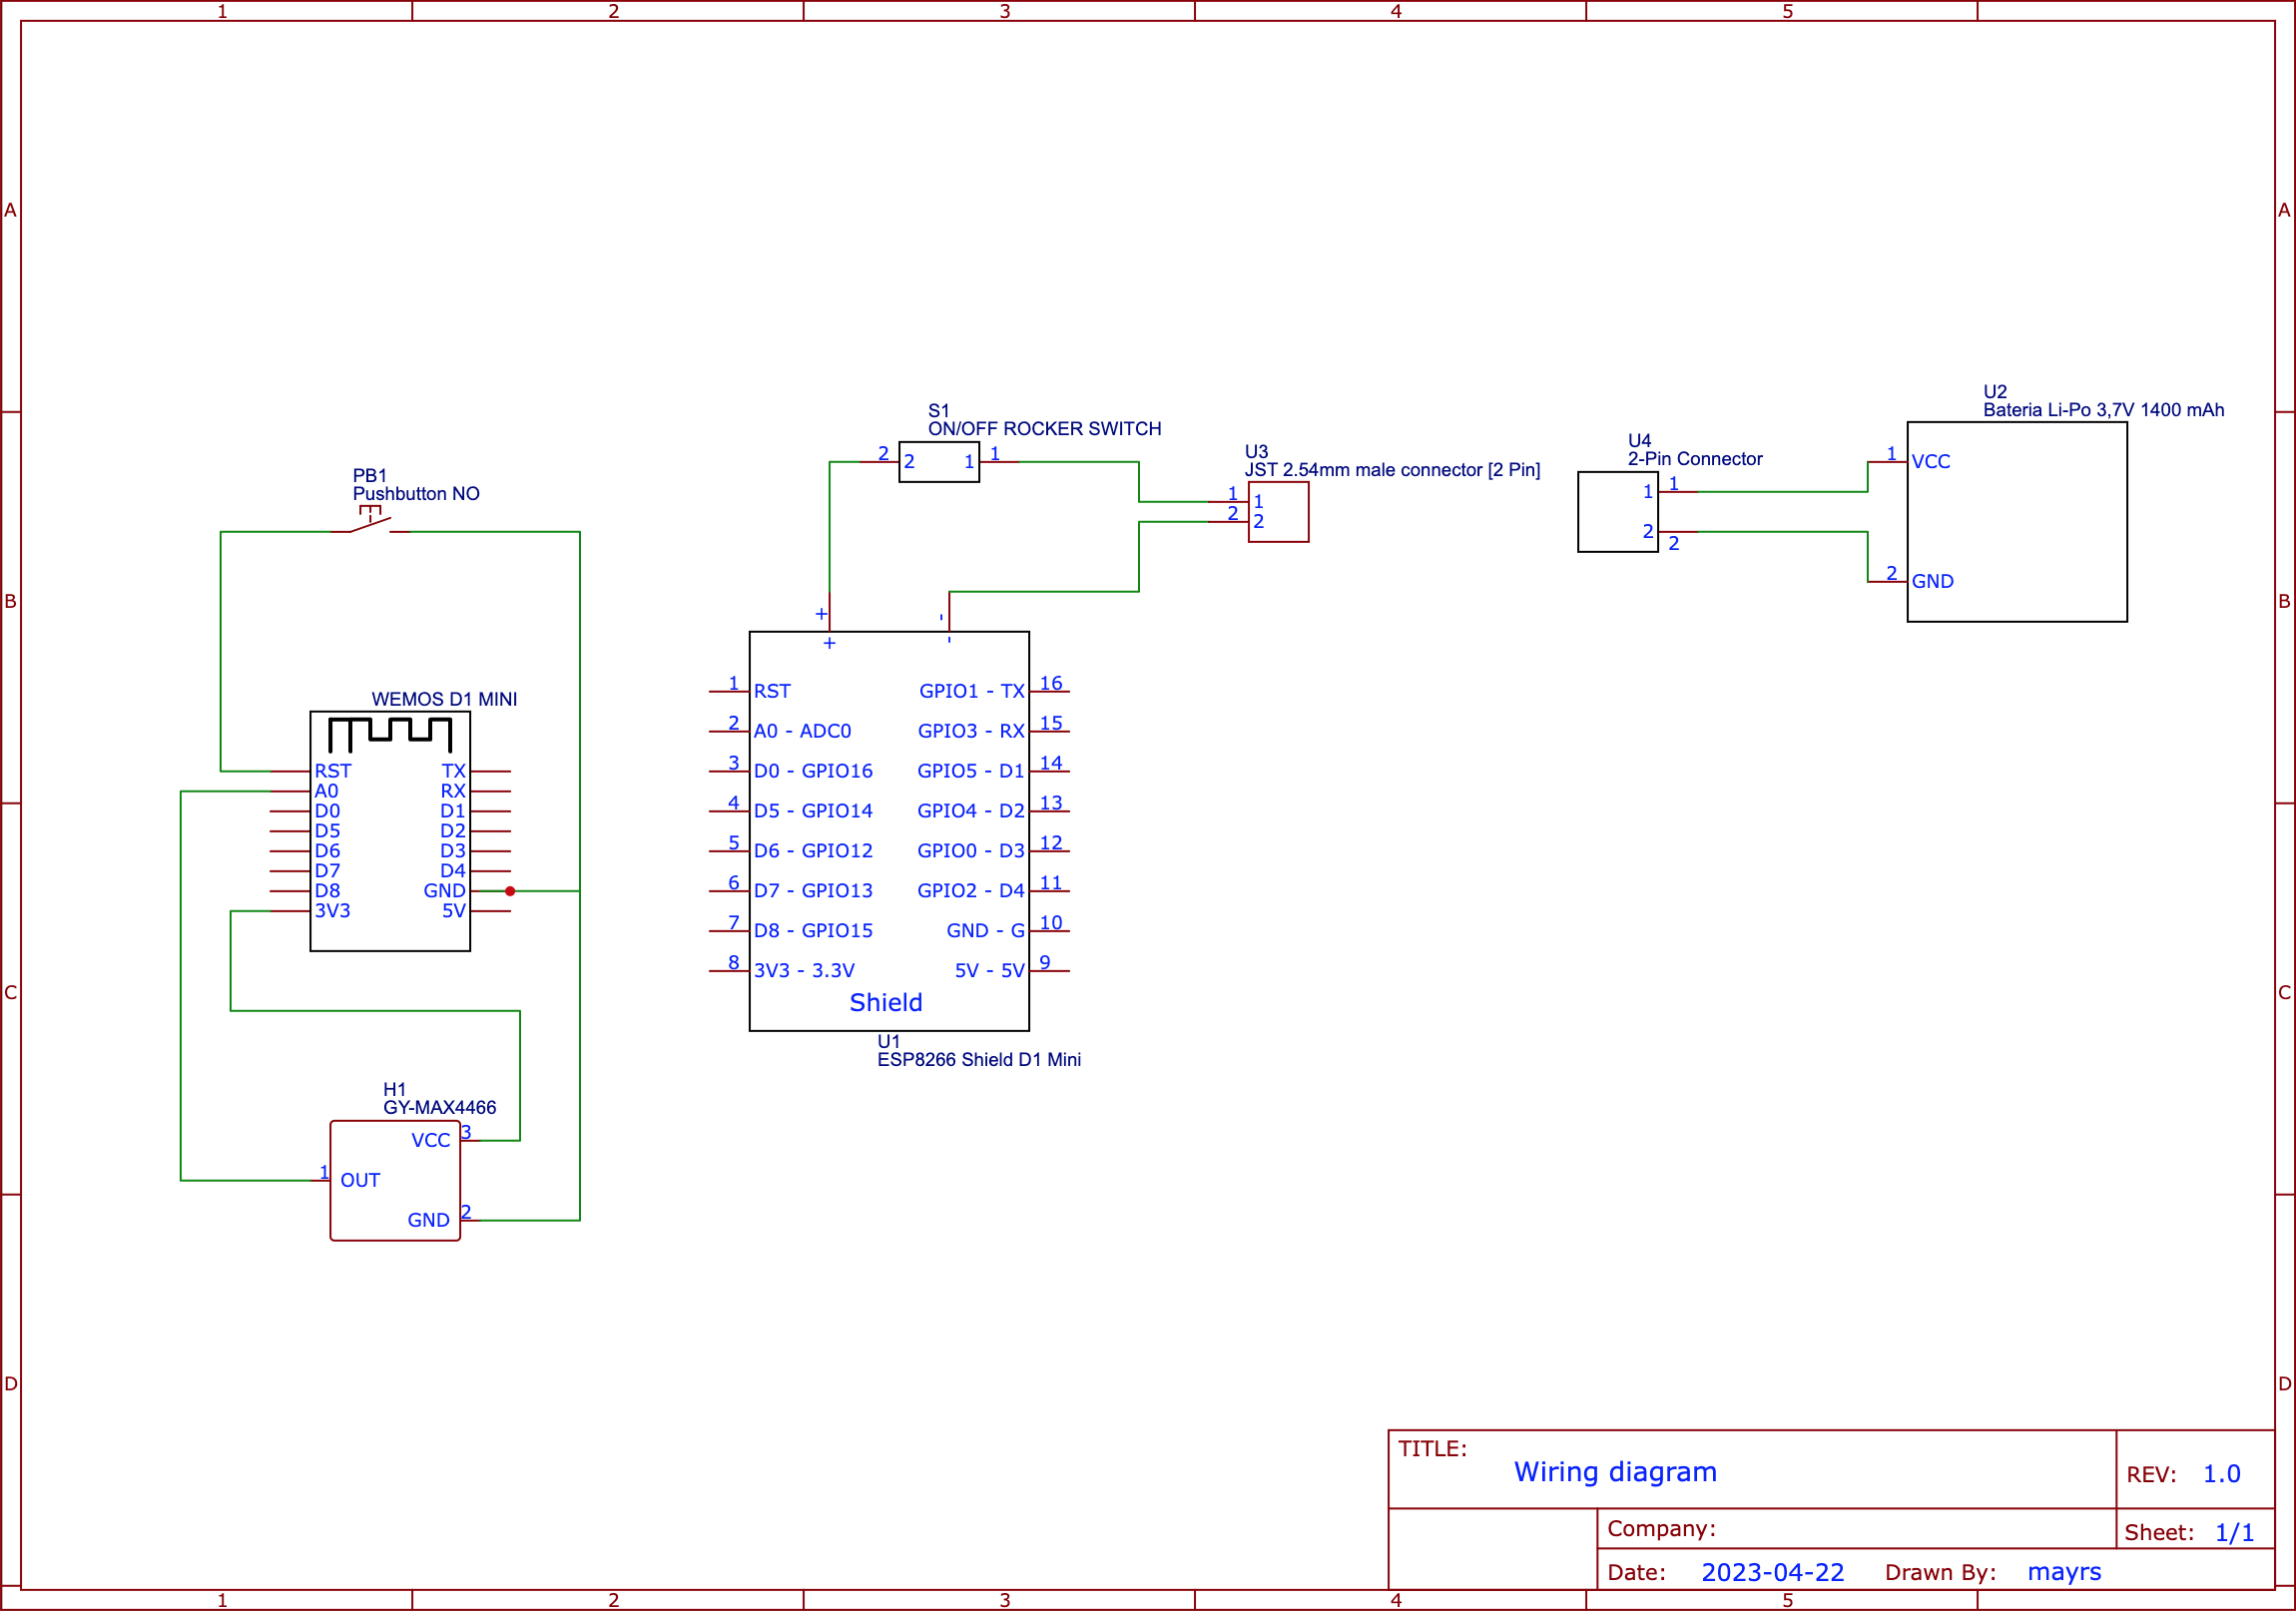 1 2 3 4 5
A A
B B
C C
D D
1 2 3 4 5
PB1
Pushbutton NO
WEMOS D1 MINI
RST TX
A0 RX
D0 D1
D5 D2
D6 D3
D7 D4
D8 GND
3V3 5V
H1
GY-MAX4466
VCC 3
1 OUT
GND 2
S1
ON/OFF ROCKER SWITCH
2 2 1 1
U3
JST 2.54mm male connector [2 Pin]
1 1
2 2
+ -
+ -
1 RST GPIO1 - TX 16
2 A0 - ADC0 GPIO3 - RX 15
3 D0 - GPIO16 GPIO5 - D1 14
4 D5 - GPIO14 GPIO4 - D2 13
5 D6 - GPIO12 GPIO0 - D3 12
6 D7 - GPIO13 GPIO2 - D4 11
7 D8 - GPIO15 GND - G 10
8 3V3 - 3.3V 5V - 5V 9
Shield
U1
ESP8266 Shield D1 Mini
U4
2-Pin Connector
1 1
2 2
U2
Bateria Li-Po 3,7V 1400 mAh
1 VCC
2 GND
TITLE:
Wiring diagram
REV: 1.0
Company:
Sheet: 1/1
Date: 2023-04-22 Drawn By: mayrs